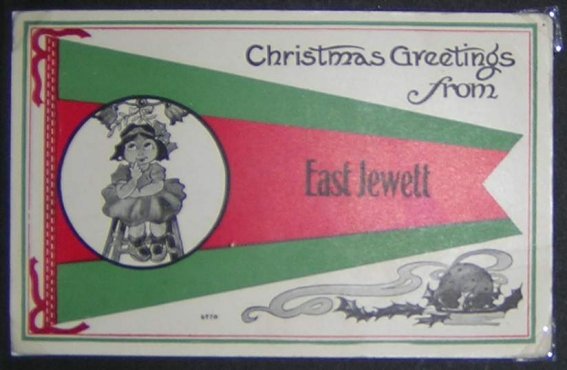 Christmas Greetings
from
East Jewett